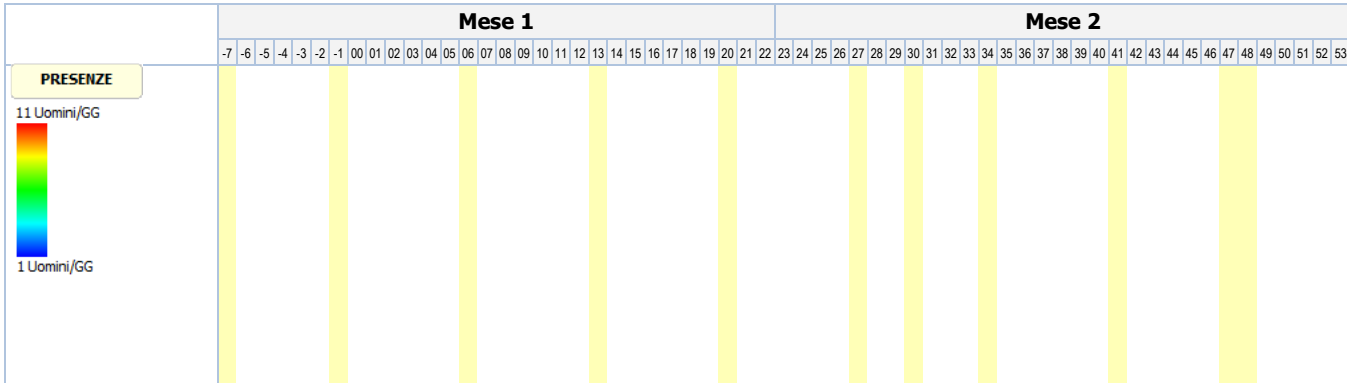 Mese 1 Mese 2
-7 -6 -5 -4 -3 -2 -1 00 01 02 03 04 05 06 07 08 09 10 11 12 13 14 15 16 17 18 19 20 21 22 23 24 25 26 27 28 29 30 31 32 33 34 35 36 37 38 39 40 41 42 43 44 45 46 47 48 49 50 51 52 53
PRESENZE
11 Uomini/GG
1 Uomini/GG